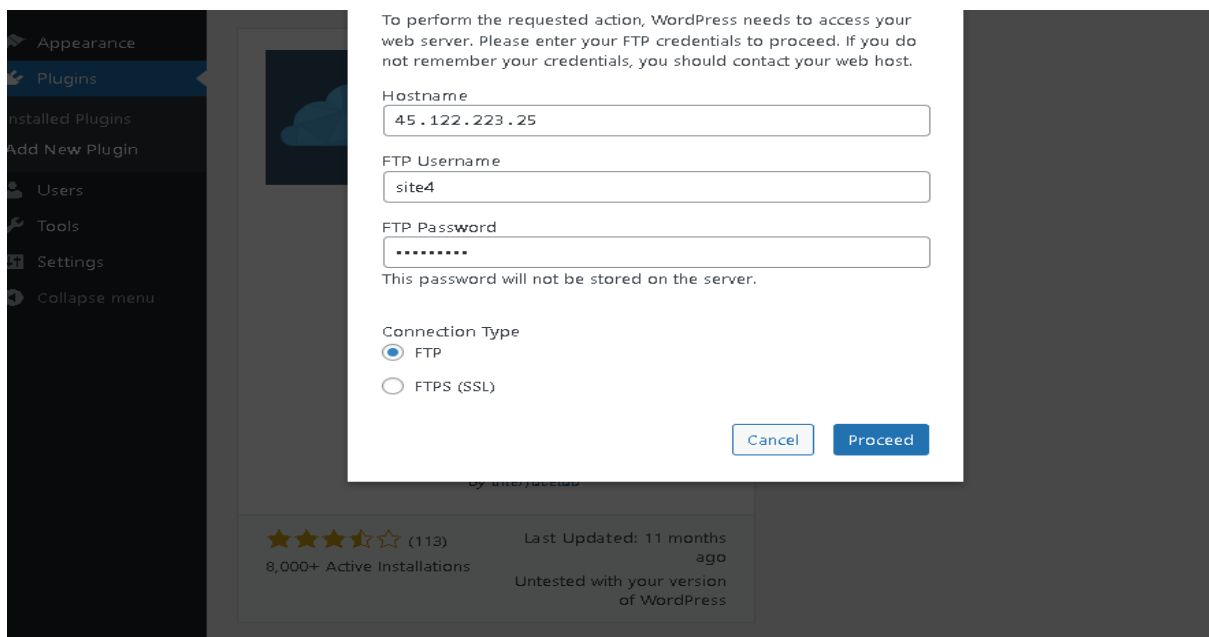 To perform the requested action, WordPress needs to access your
web server. Please enter your FTP credentials to proceed. If you do
not remember your credentials, you should contact your web host.
Appearance
Plugins
Installed Plugins
Add New Plugin
Users
Tools
Settings
Collapse menu
Hostname
45.122.223.25
FTP Username
site4
FTP Password
•••••••••
This password will not be stored on the server.
Connection Type
FTP
FTPS (SSL)
Cancel
Proceed
By
(113)
8,000+ Active Installations
Last Updated: 11 months
ago
Untested with your version
of WordPress